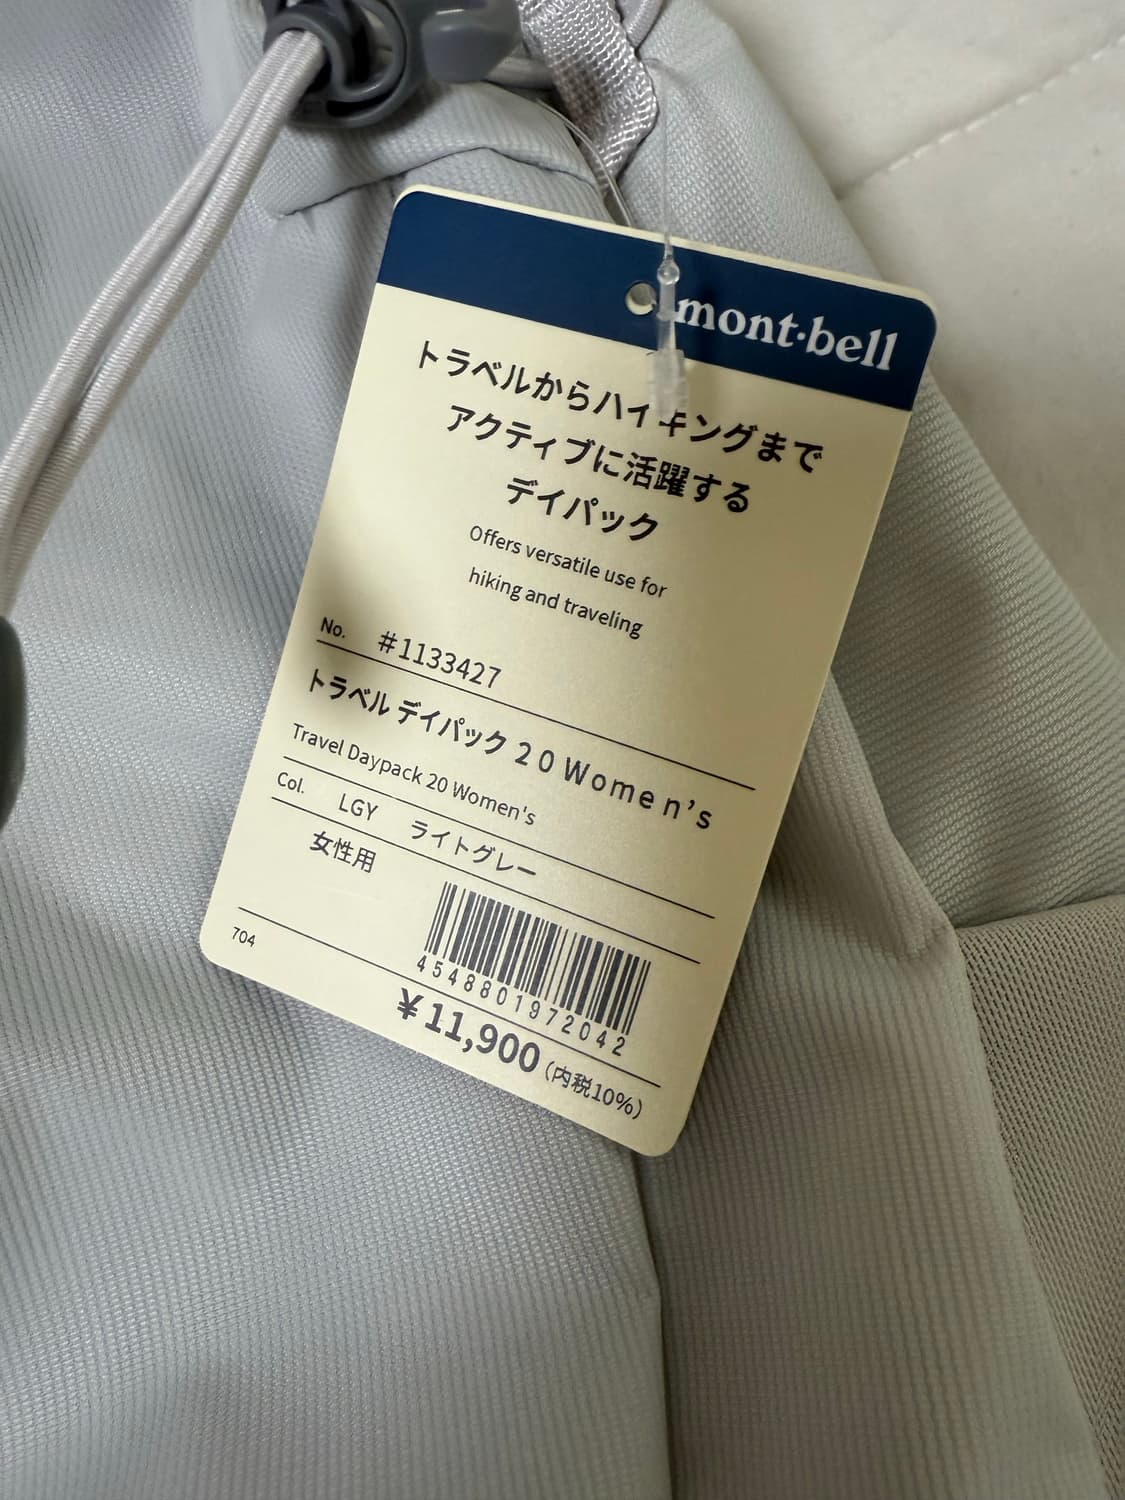 mont·bell
トラベルからハイキングまで
アクティブに活躍する
デイパック
Offers versatile use for
hiking and traveling
No. #1133427
トラベル デイパック 20 Women's
Travel Daypack 20 Women's
Col. LGY ライトグレー
女性用
4548801972042
704
¥11,900 (内税10%)